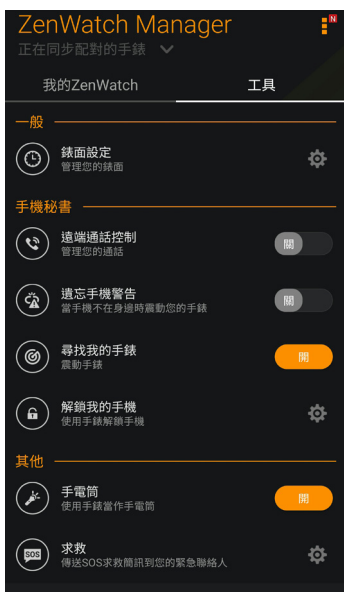 ZenWatch Manager
N
正在同步配對的手錶
我的ZenWatch
工具
一般
錶面設定
管理您的錶面
手機秘書
遠端通話控制
管理您的通話
關
遺忘手機警告
當手機不在身邊時震動您的手錶
關
尋找我的手錶
震動手錶
開
解鎖我的手機
使用手錶解鎖手機
其他
手電筒
使用手錶當作手電筒
開
SOS
求救
傳送SOS求救簡訊到您的緊急聯絡人